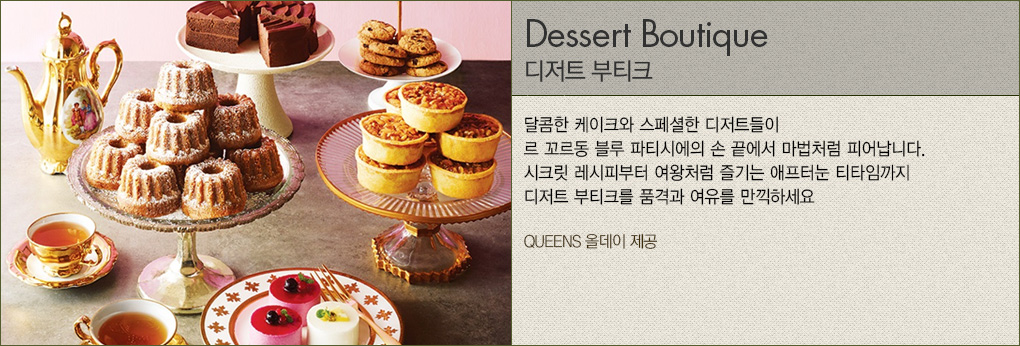 Dessert Boutique
디저트 부티크
달콤한 케이크와 스페셜한 디저트들이
르 꼬르동 블루 파티시에의 손 끝에서 마법처럼 피어납니다.
시크릿 레시피부터 여왕처럼 즐기는 애프터눈 티타임까지
디저트 부티크를 품격과 여유를 만끽하세요
QUEENS 올데이 제공